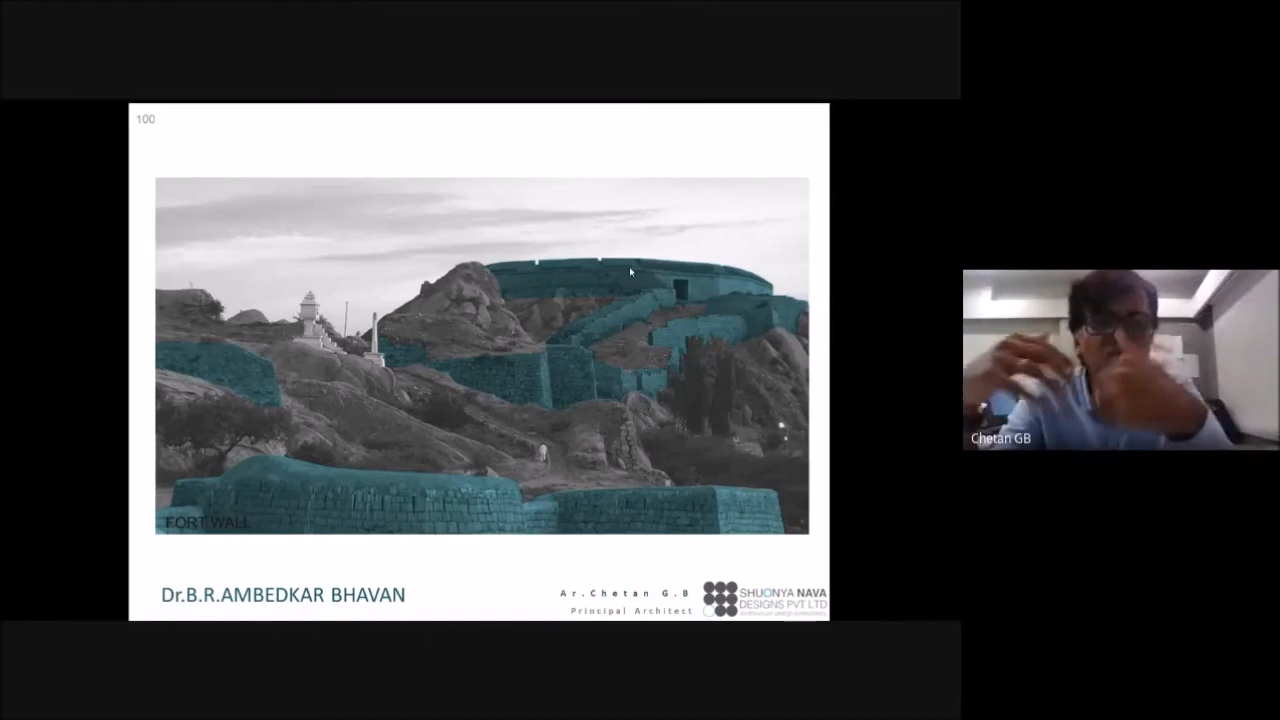 100
FORT WALL
Dr.B.R.AMBEDKAR BHAVAN
Ar.Chetan G.B
Principal Architect
SHUONYA NAVA
DESIGNS PVT LTD
Chetan GB